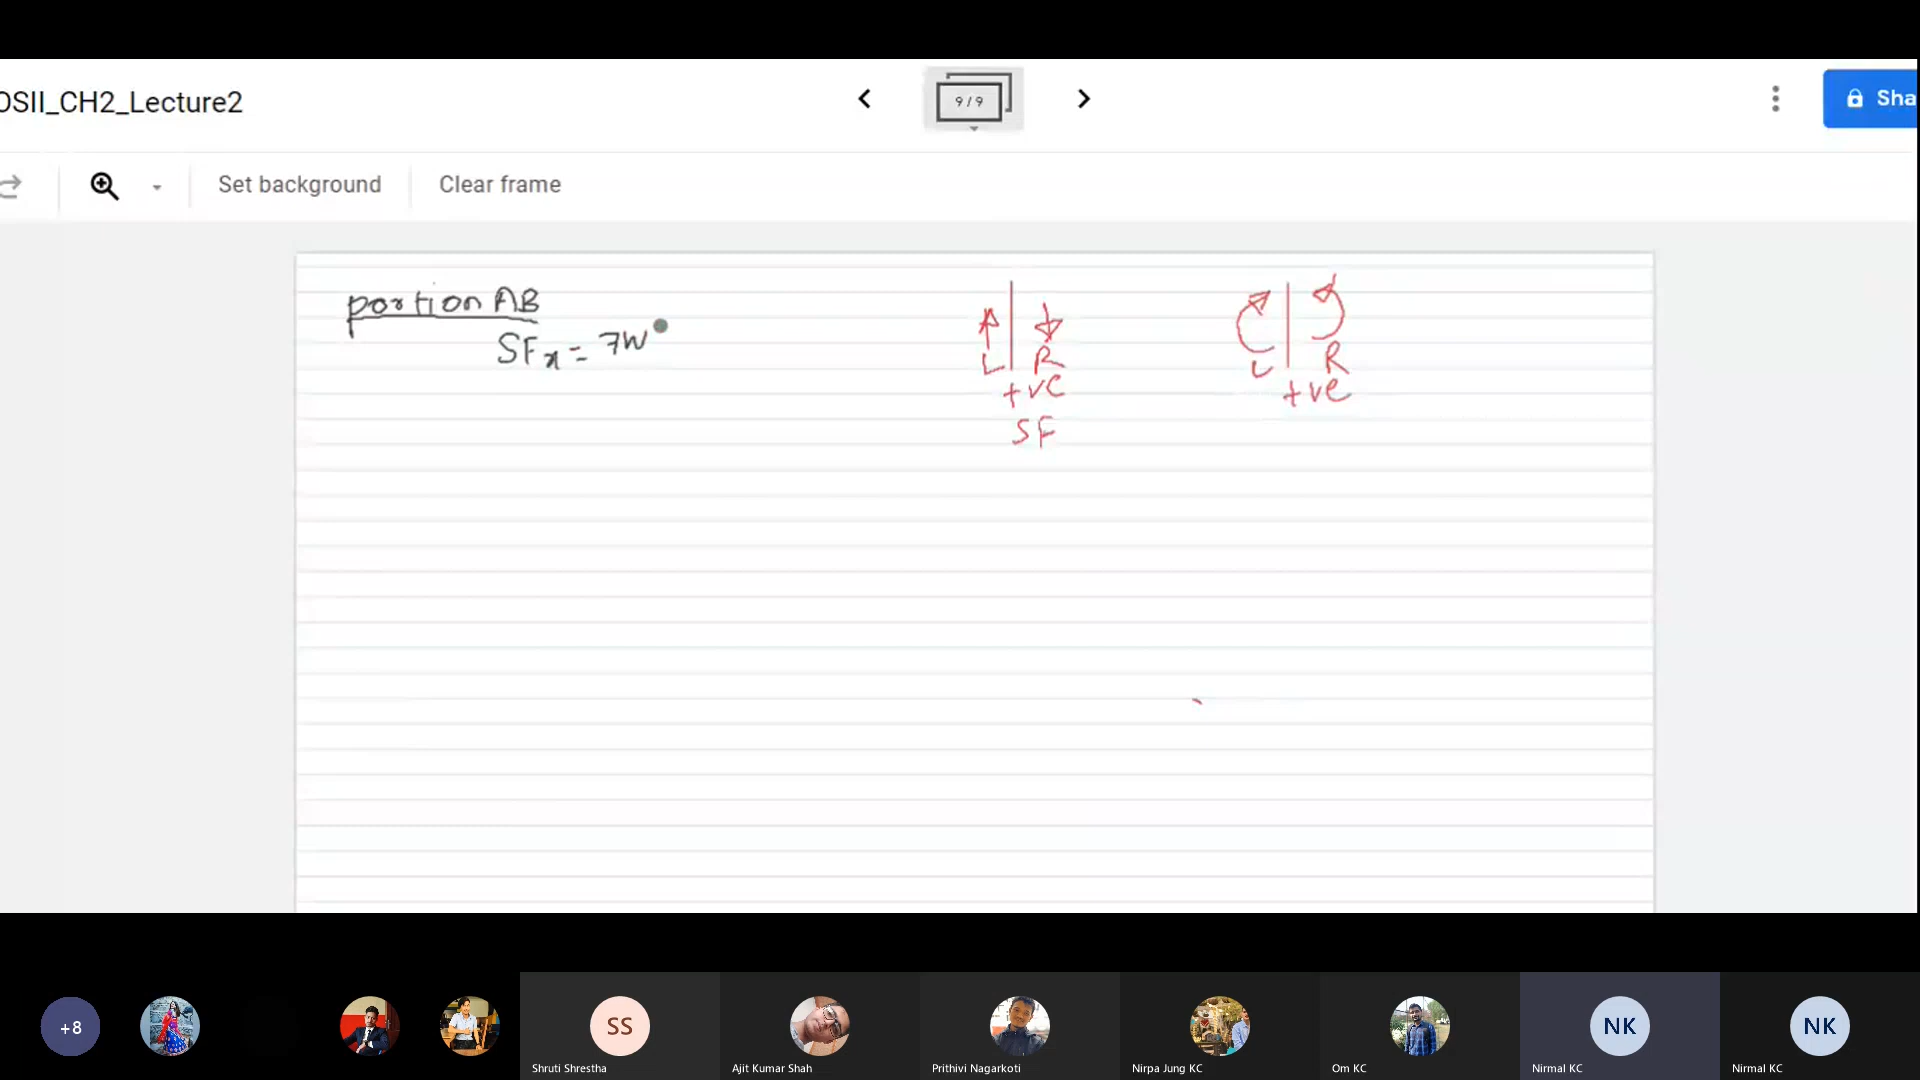 OSII_CH2_Lecture2
9/9
Sha
Set background
Clear frame
portion AB
SFx = 7W
L R
+ve
SF
L R
+ve
+8
SS
NK
NK
Shruti Shrestha
Ajit Kumar Shah
Prithivi Nagarkoti
Nirpa Jung KC
Om KC
Nirmal KC
Nirmal KC